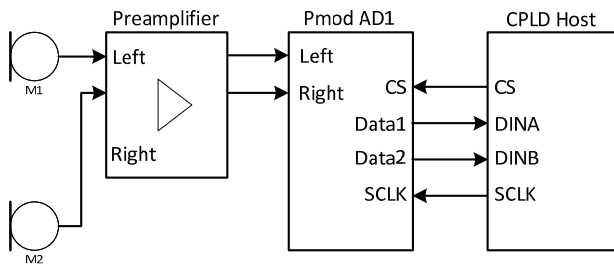 Preamplifier
Pmod AD1
CPLD Host
Left
Left
M1
CS
CS
Right
Data1
DINA
Right
Data2
DINB
SCLK
SCLK
M2